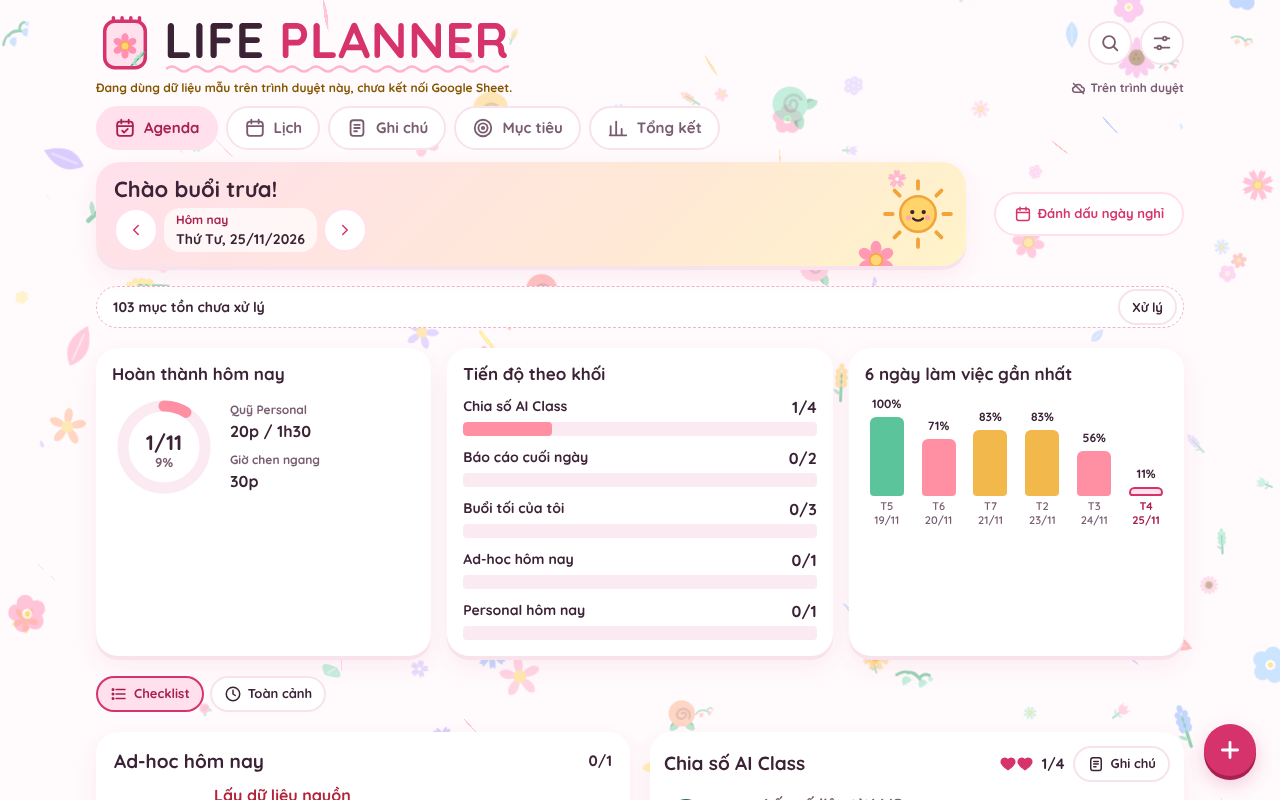 LIFE PLANNER
Đang dùng dữ liệu mẫu trên trình duyệt này, chưa kết nối Google Sheet.
Trên trình duyệt
Agenda
Lịch
Ghi chú
Mục tiêu
Tổng kết
Chào buổi trưa!
Hôm nay
Thứ Tư, 25/11/2026
Đánh dấu ngày nghỉ
103 mục tồn chưa xử lý
Xử lý
Hoàn thành hôm nay
1/11
9%
Quỹ Personal
20p / 1h30
Giờ chen ngang
30p
Tiến độ theo khối
Chia số AI Class 1/4
Báo cáo cuối ngày 0/2
Buổi tối của tôi 0/3
Ad-hoc hôm nay 0/1
Personal hôm nay 0/1
6 ngày làm việc gần nhất
100% 71% 83% 83% 56% 11%
T5 T6 T7 T2 T3 T4
19/11 20/11 21/11 23/11 24/11 25/11
Checklist
Toàn cảnh
Ad-hoc hôm nay 0/1
Lấy dữ liệu nguồn
Chia số AI Class 1/4
Ghi chú